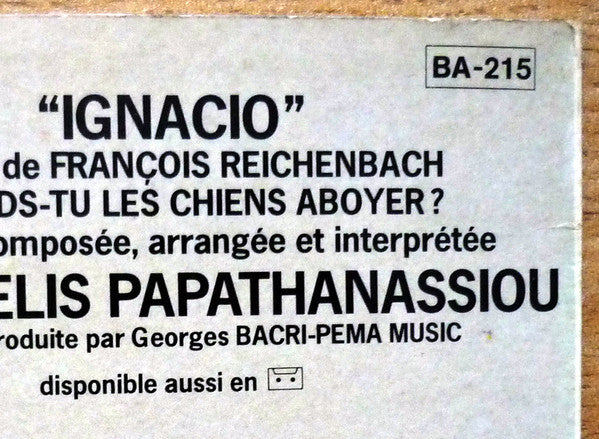 BA-215
“IGNACIO”
de FRANÇOIS REICHENBACH
DS-TU LES CHIENS ABOYER?
omposée, arrangée et interprétée
ELIS PAPATHANASSIOU
roduite par Georges BACRI-PEMA MUSIC
disponible aussi en